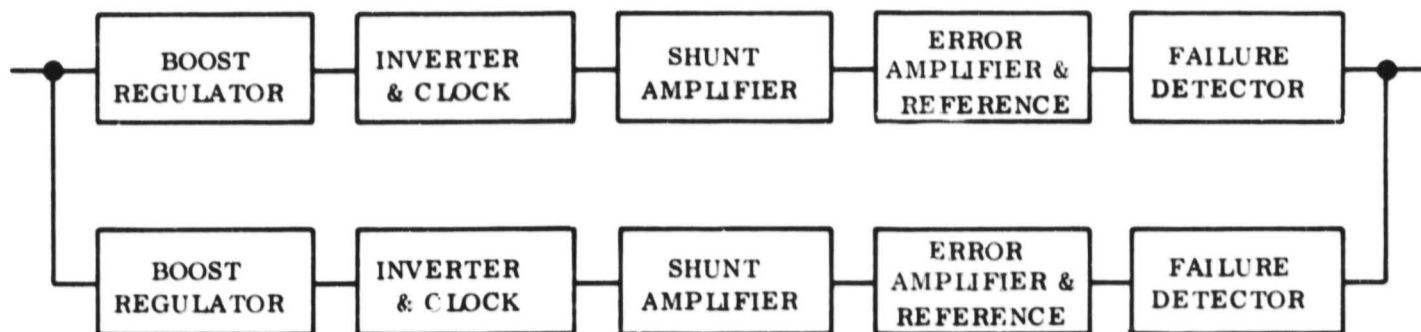 BOOST
REGULATOR
INVERTER
& CLOCK
SHUNT
AMPLIFIER
ERROR
AMPLIFIER &
REFERENCE
FAILURE
DETECTOR
BOOST
REGULATOR
INVERTER
& CLOCK
SHUNT
AMPLIFIER
ERROR
AMPLIFIER &
REFERENCE
FAILURE
DETECTOR